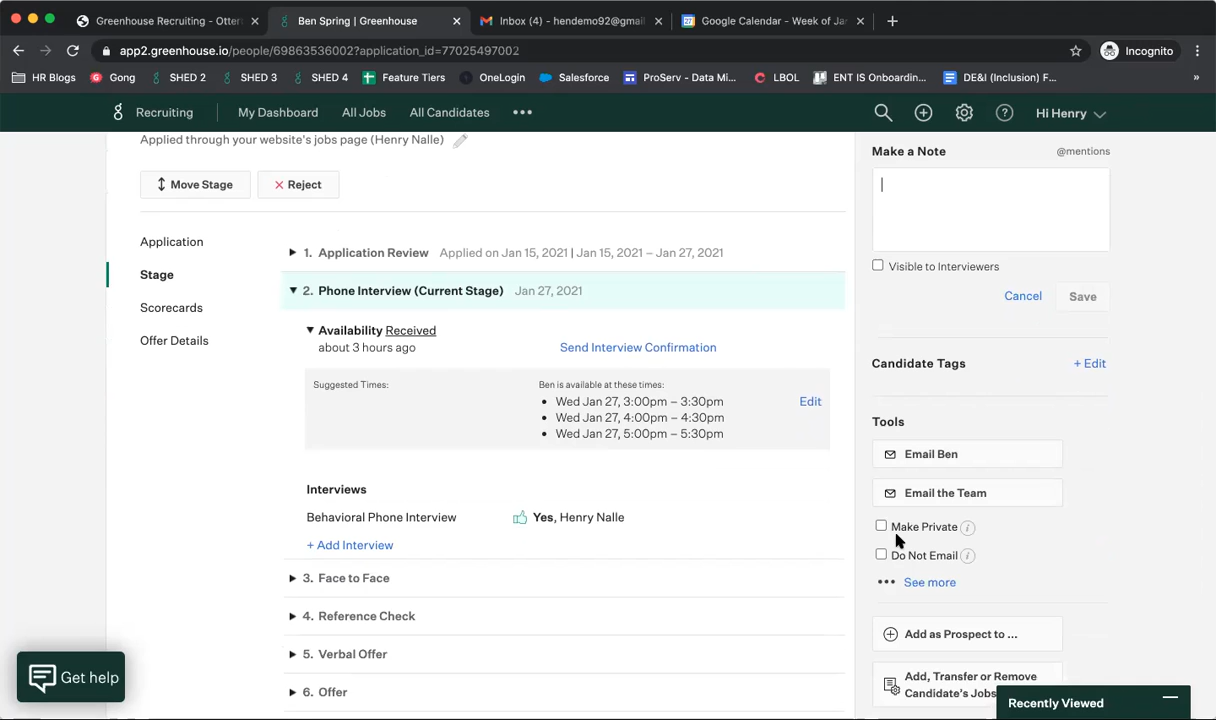 Greenhouse Recruiting - Otter
Ben Spring | Greenhouse
Inbox (4) - hendemo92@gmail
Google Calendar - Week of Jan
app2.greenhouse.io/people/69863536002?application_id=77025497002
Incognito
HR Blogs
Gong
SHED 2
SHED 3
SHED 4
Feature Tiers
OneLogin
Salesforce
ProServ - Data Mi...
LBOL
ENT IS Onboardin...
DE&I (Inclusion) F...
»
Recruiting
My Dashboard
All Jobs
All Candidates
Hi Henry
Applied through your website's jobs page (Henry Nalle)
Move Stage
Reject
Application
Stage
Scorecards
Offer Details
1. Application Review Applied on Jan 15, 2021 | Jan 15, 2021 – Jan 27, 2021
2. Phone Interview (Current Stage) Jan 27, 2021
Availability Received
about 3 hours ago
Send Interview Confirmation
Suggested Times:
Ben is available at these times:
• Wed Jan 27, 3:00pm – 3:30pm
• Wed Jan 27, 4:00pm – 4:30pm
• Wed Jan 27, 5:00pm – 5:30pm
Edit
Interviews
Behavioral Phone Interview
Yes, Henry Nalle
+ Add Interview
3. Face to Face
4. Reference Check
5. Verbal Offer
6. Offer
Make a Note
@mentions
Visible to Interviewers
Cancel
Save
Candidate Tags
+ Edit
Tools
Email Ben
Email the Team
Make Private i
Do Not Email i
••• See more
Add as Prospect to ...
Add, Transfer or Remove
Candidate's Jobs
Get help
Recently Viewed